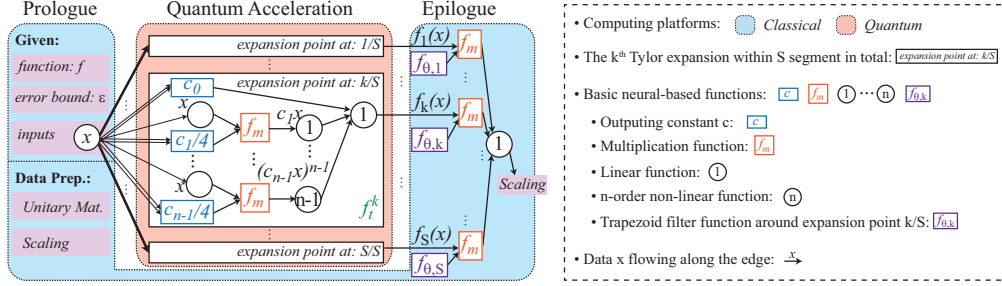 Prologue
Quantum Acceleration
Epilogue
Given:
function: f
error bound: ε
inputs
x
Data Prep.:
Unitary Mat.
Scaling
expansion point at: 1/S
...
expansion point at: k/S
c0
x
c1/4
fm
c1x
1
1
...
...
(cn-1x)n-1
x
cn-1/4
fm
n-1
ftk
...
expansion point at: S/S
f1(x)
fm
fθ,1
...
fk(x)
fm
fθ,k
1
Scaling
...
fS(x)
fm
fθ,S
• Computing platforms: Classical Quantum
• The kth Tylor expansion within S segment in total: expansion point at: k/S
• Basic neural-based functions: c fm 1 ... n fθ,k
• Outputing constant c: c
• Multiplication function: fm
• Linear function: 1
• n-order non-linear function: n
• Trapezoid filter function around expansion point k/S: fθ,k
• Data x flowing along the edge: x